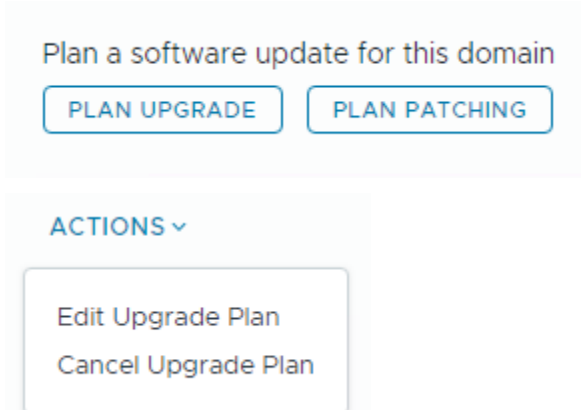 Plan a software update for this domain
PLAN UPGRADE PLAN PATCHING
ACTIONS
Edit Upgrade Plan
Cancel Upgrade Plan